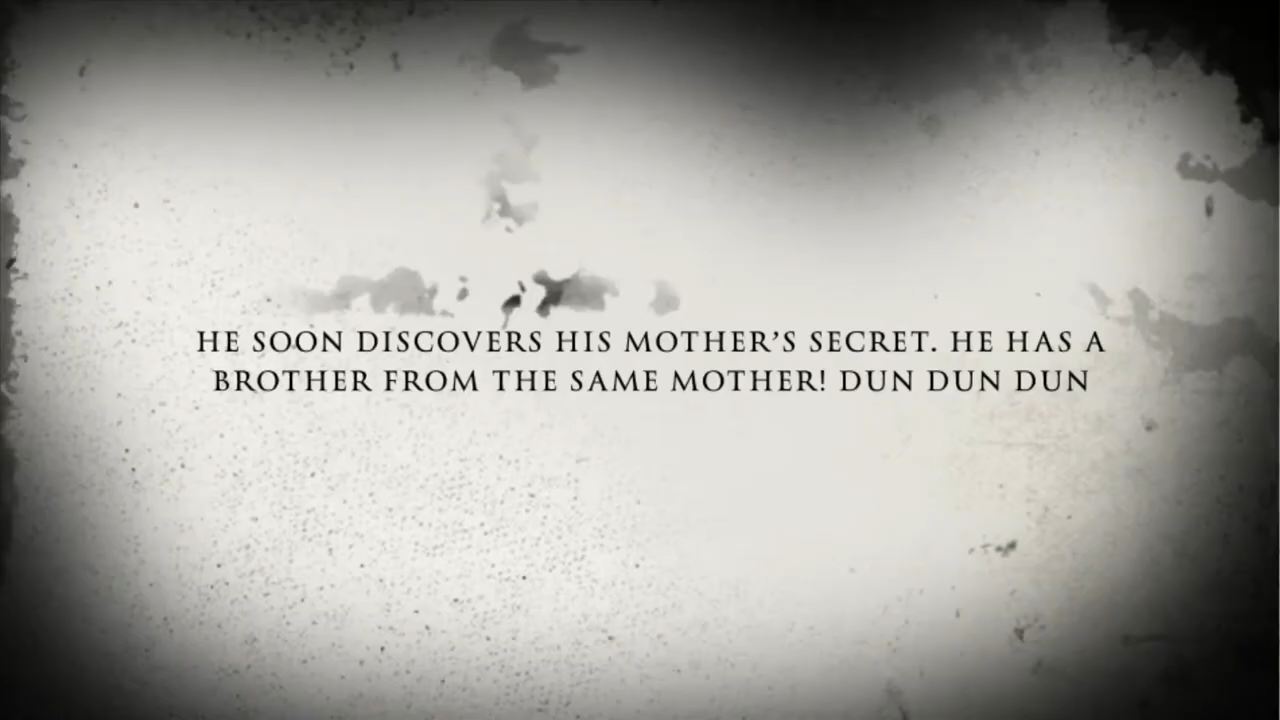 HE SOON DISCOVERS HIS MOTHER’S SECRET. HE HAS A
BROTHER FROM THE SAME MOTHER! DUN DUN DUN